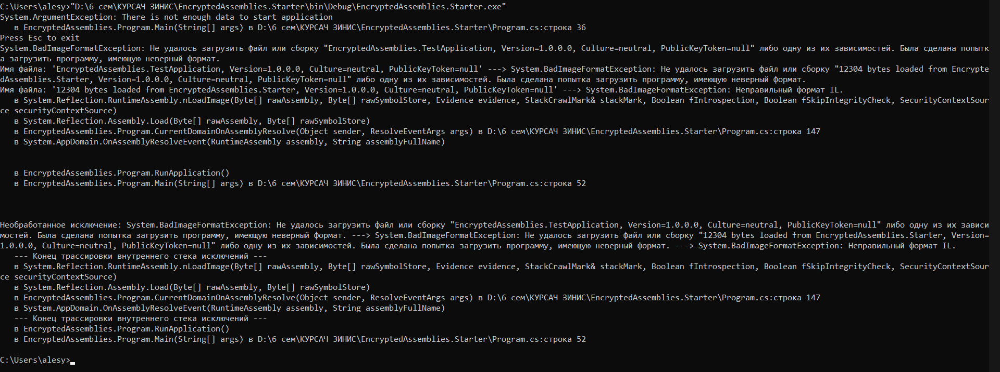 C:\Users\alesy>"D:\6 сем\КУРСАЧ ЗИНИС\EncryptedAssemblies.Starter\bin\Debug\EncryptedAssemblies.Starter.exe"
System.ArgumentException: There is not enough data to start application
   в EncryptedAssemblies.Program.Main(String[] args) в D:\6 сем\КУРСАЧ ЗИНИС\EncryptedAssemblies.Starter\Program.cs:строка 36
Press Esc to exit
System.BadImageFormatException: Не удалось загрузить файл или сборку "EncryptedAssemblies.TestApplication, Version=1.0.0.0, Culture=neutral, PublicKeyToken=null" либо одну из их зависимостей. Была сделана попытк
а загрузить программу, имеющую неверный формат.
Имя файла: 'EncryptedAssemblies.TestApplication, Version=1.0.0.0, Culture=neutral, PublicKeyToken=null' ---> System.BadImageFormatException: Не удалось загрузить файл или сборку "12304 bytes loaded from Encrypte
dAssemblies.Starter, Version=1.0.0.0, Culture=neutral, PublicKeyToken=null" либо одну из их зависимостей. Была сделана попытка загрузить программу, имеющую неверный формат.
Имя файла: '12304 bytes loaded from EncryptedAssemblies.Starter, Version=1.0.0.0, Culture=neutral, PublicKeyToken=null' ---> System.BadImageFormatException: Неправильный формат IL.
   в System.Reflection.RuntimeAssembly.nLoadImage(Byte[] rawAssembly, Byte[] rawSymbolStore, Evidence evidence, StackCrawlMark& stackMark, Boolean fIntrospection, Boolean fSkipIntegrityCheck, SecurityContextSour
ce securityContextSource)
   в System.Reflection.Assembly.Load(Byte[] rawAssembly, Byte[] rawSymbolStore)
   в EncryptedAssemblies.Program.CurrentDomainOnAssemblyResolve(Object sender, ResolveEventArgs args) в D:\6 сем\КУРСАЧ ЗИНИС\EncryptedAssemblies.Starter\Program.cs:строка 147
   в System.AppDomain.OnAssemblyResolveEvent(RuntimeAssembly assembly, String assemblyFullName)
   в EncryptedAssemblies.Program.RunApplication()
   в EncryptedAssemblies.Program.Main(String[] args) в D:\6 сем\КУРСАЧ ЗИНИС\EncryptedAssemblies.Starter\Program.cs:строка 52
Необработанное исключение: System.BadImageFormatException: Не удалось загрузить файл или сборку "EncryptedAssemblies.TestApplication, Version=1.0.0.0, Culture=neutral, PublicKeyToken=null" либо одну из их зависи
мостей. Была сделана попытка загрузить программу, имеющую неверный формат. ---> System.BadImageFormatException: Не удалось загрузить файл или сборку "12304 bytes loaded from EncryptedAssemblies.Starter, Version=
1.0.0.0, Culture=neutral, PublicKeyToken=null" либо одну из их зависимостей. Была сделана попытка загрузить программу, имеющую неверный формат. ---> System.BadImageFormatException: Неправильный формат IL.
   --- Конец трассировки внутреннего стека исключений ---
   в System.Reflection.RuntimeAssembly.nLoadImage(Byte[] rawAssembly, Byte[] rawSymbolStore, Evidence evidence, StackCrawlMark& stackMark, Boolean fIntrospection, Boolean fSkipIntegrityCheck, SecurityContextSour
ce securityContextSource)
   в System.Reflection.Assembly.Load(Byte[] rawAssembly, Byte[] rawSymbolStore)
   в EncryptedAssemblies.Program.CurrentDomainOnAssemblyResolve(Object sender, ResolveEventArgs args) в D:\6 сем\КУРСАЧ ЗИНИС\EncryptedAssemblies.Starter\Program.cs:строка 147
   в System.AppDomain.OnAssemblyResolveEvent(RuntimeAssembly assembly, String assemblyFullName)
   --- Конец трассировки внутреннего стека исключений ---
   в EncryptedAssemblies.Program.RunApplication()
   в EncryptedAssemblies.Program.Main(String[] args) в D:\6 сем\КУРСАЧ ЗИНИС\EncryptedAssemblies.Starter\Program.cs:строка 52
C:\Users\alesy>